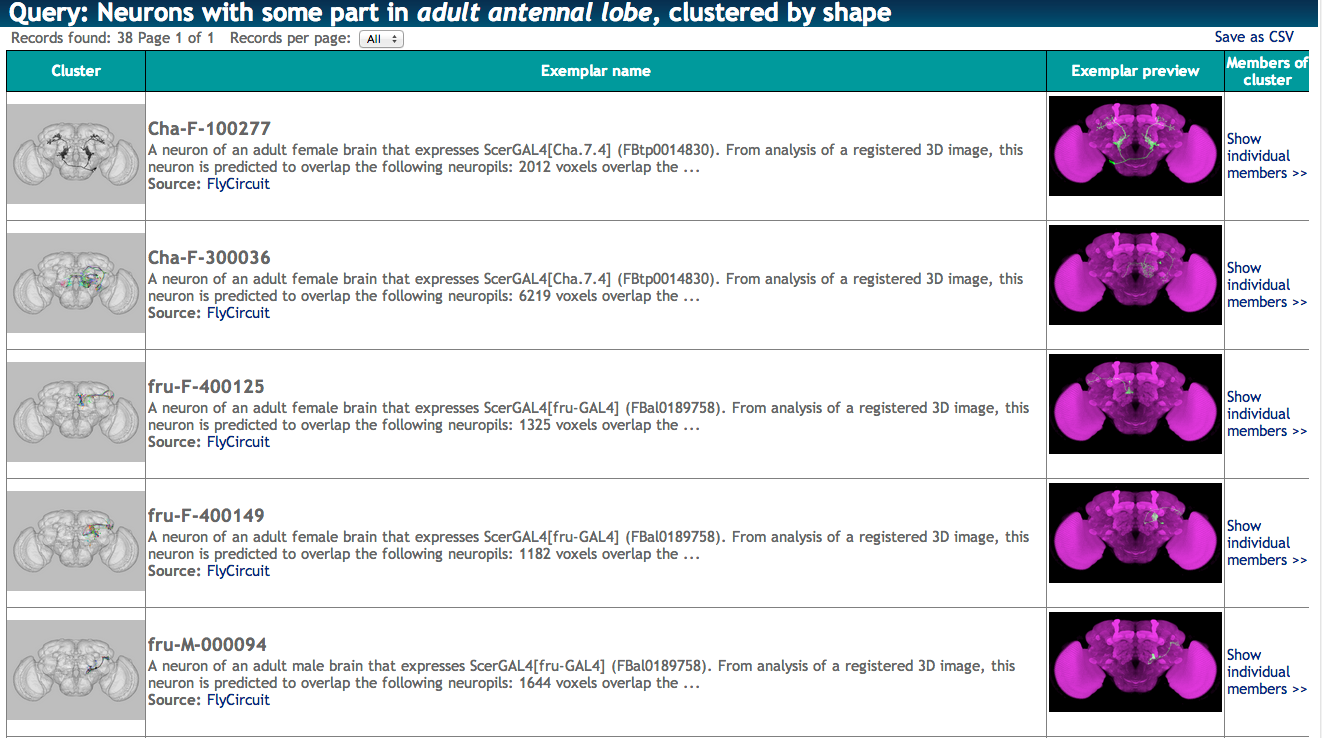 Query: Neurons with some part in adult antennal lobe, clustered by shape
Records found: 38 Page 1 of 1 Records per page: All
Save as CSV
Cluster
Exemplar name
Exemplar preview
Members of
cluster
Cha-F-100277
A neuron of an adult female brain that expresses ScerGAL4[Cha.7.4] (FBtp0014830). From analysis of a registered 3D image, this
neuron is predicted to overlap the following neuropils: 2012 voxels overlap the ...
Source: FlyCircuit
Show
individual
members >>
Cha-F-300036
A neuron of an adult female brain that expresses ScerGAL4[Cha.7.4] (FBtp0014830). From analysis of a registered 3D image, this
neuron is predicted to overlap the following neuropils: 6219 voxels overlap the ...
Source: FlyCircuit
Show
individual
members >>
fru-F-400125
A neuron of an adult female brain that expresses ScerGAL4[fru-GAL4] (FBal0189758). From analysis of a registered 3D image, this
neuron is predicted to overlap the following neuropils: 1325 voxels overlap the ...
Source: FlyCircuit
Show
individual
members >>
fru-F-400149
A neuron of an adult female brain that expresses ScerGAL4[fru-GAL4] (FBal0189758). From analysis of a registered 3D image, this
neuron is predicted to overlap the following neuropils: 1182 voxels overlap the ...
Source: FlyCircuit
Show
individual
members >>
fru-M-000094
A neuron of an adult male brain that expresses ScerGAL4[fru-GAL4] (FBal0189758). From analysis of a registered 3D image, this
neuron is predicted to overlap the following neuropils: 1644 voxels overlap the ...
Source: FlyCircuit
Show
individual
members >>